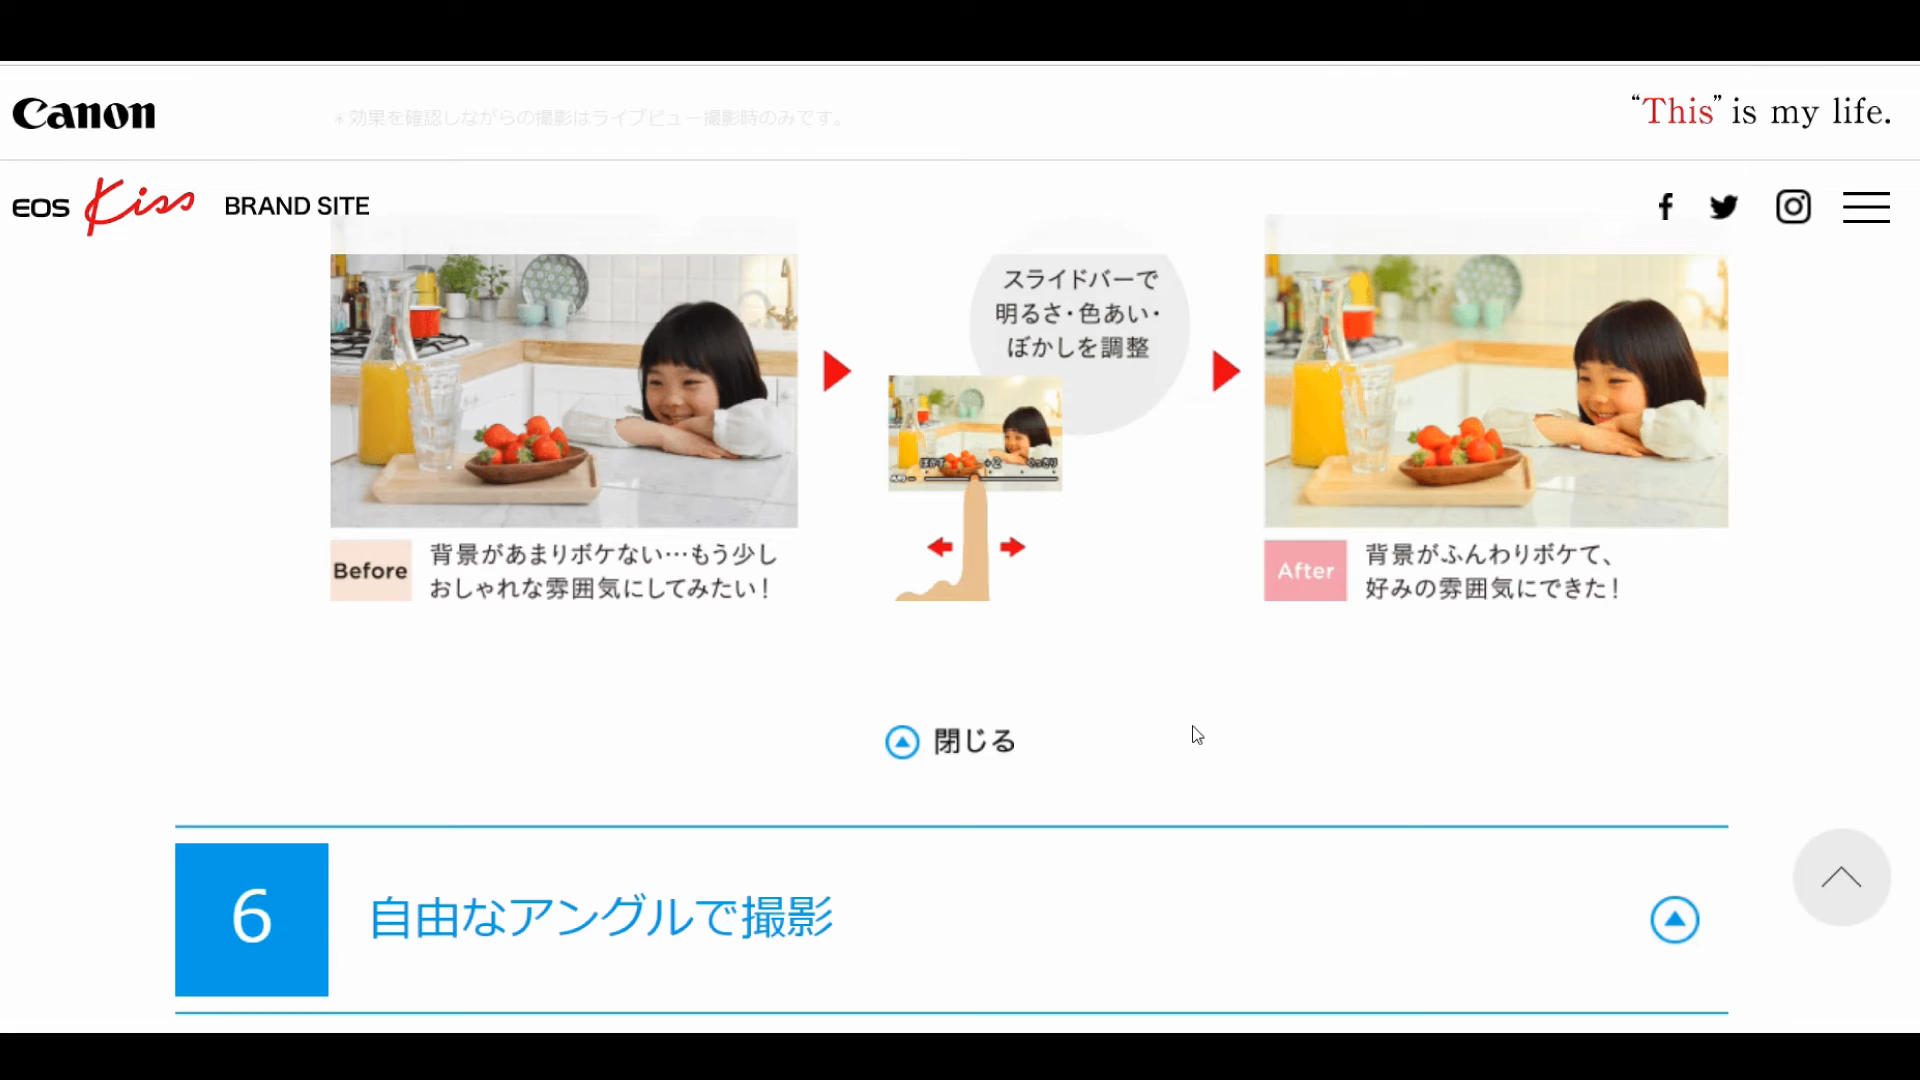 Canon
＊効果を確認しながらの撮影はライブビュー撮影時のみです。
“This” is my life.
EOS Kiss BRAND SITE
スライドバーで
明るさ・色あい・
ぼかしを調整
+2
Before
背景があまりボケない…もう少し
おしゃれな雰囲気にしてみたい！
After
背景がふんわりボケて、
好みの雰囲気にできた！
閉じる
6
自由なアングルで撮影